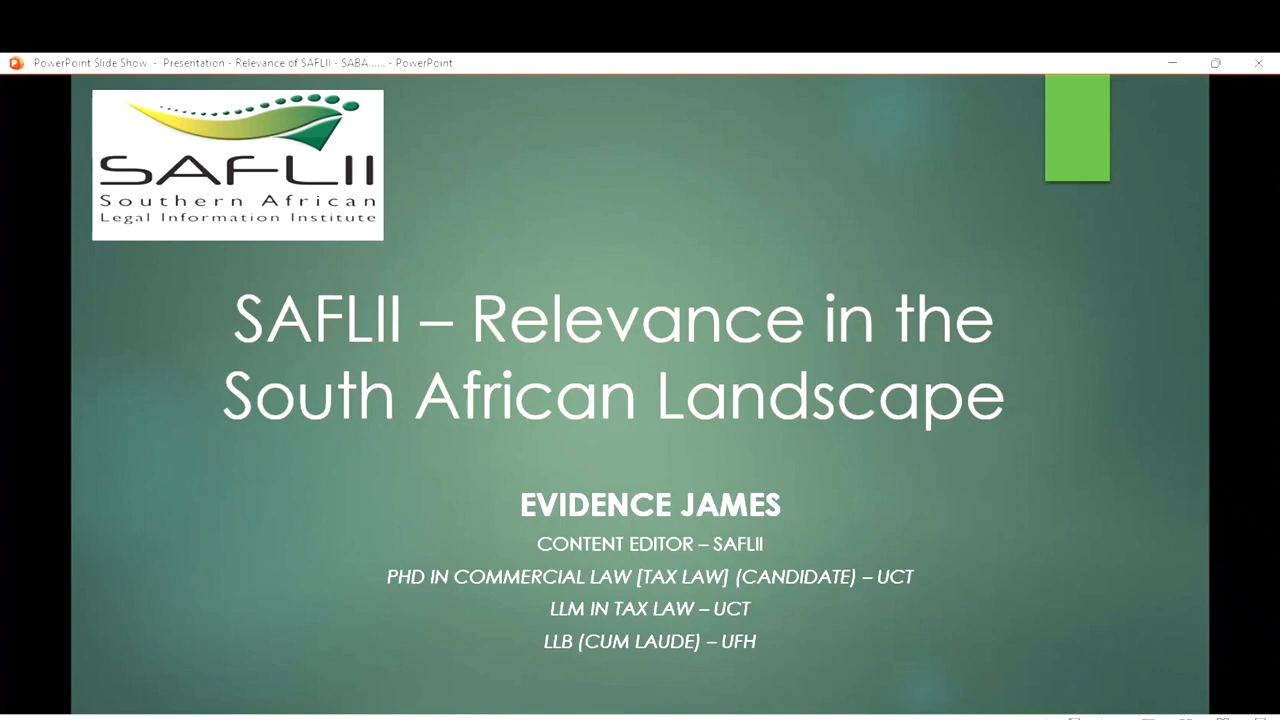 PowerPoint Slide Show - Presentation - Relevance of SAFLII - SABA...... - PowerPoint
SAFLII
Southern African
Legal Information Institute
SAFLII – Relevance in the
South African Landscape
EVIDENCE JAMES
CONTENT EDITOR – SAFLII
PHD IN COMMERCIAL LAW [TAX LAW] (CANDIDATE) – UCT
LLM IN TAX LAW – UCT
LLB (CUM LAUDE) – UFH